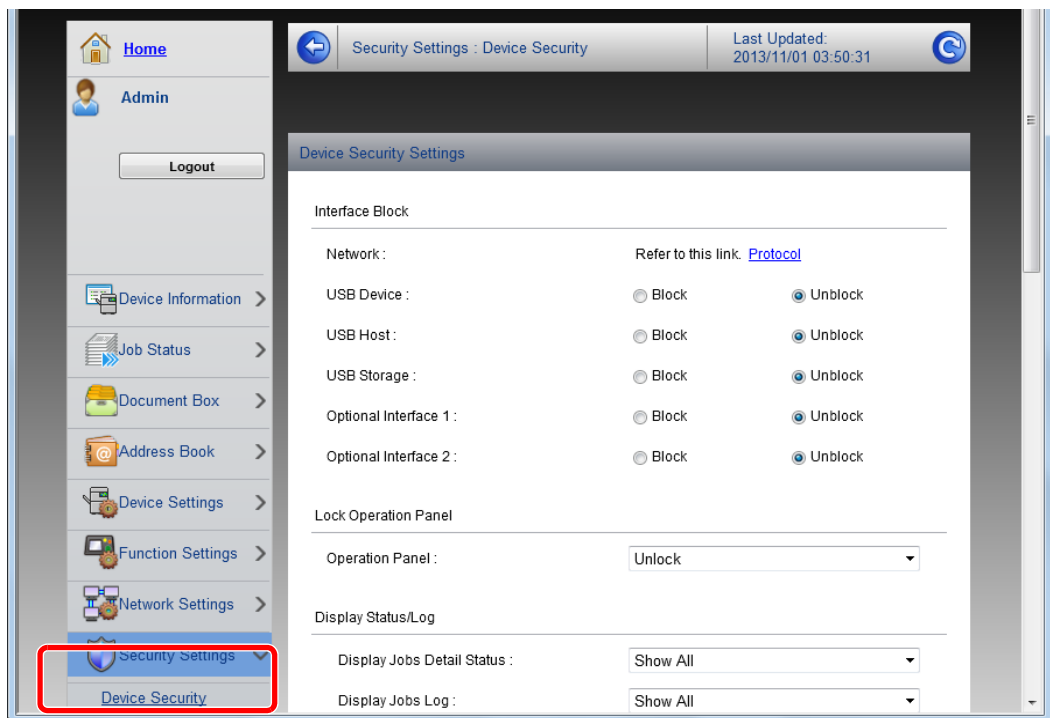 Home
Admin
Logout
Device Information
Job Status
Document Box
Address Book
Device Settings
Function Settings
Network Settings
Security Settings
Device Security
Security Settings : Device Security
Last Updated:
2013/11/01 03:50:31
Device Security Settings
Interface Block
Network : Refer to this link. Protocol
USB Device : Block Unblock
USB Host : Block Unblock
USB Storage : Block Unblock
Optional Interface 1 : Block Unblock
Optional Interface 2 : Block Unblock
Lock Operation Panel
Operation Panel : Unlock
Display Status/Log
Display Jobs Detail Status : Show All
Display Jobs Log : Show All